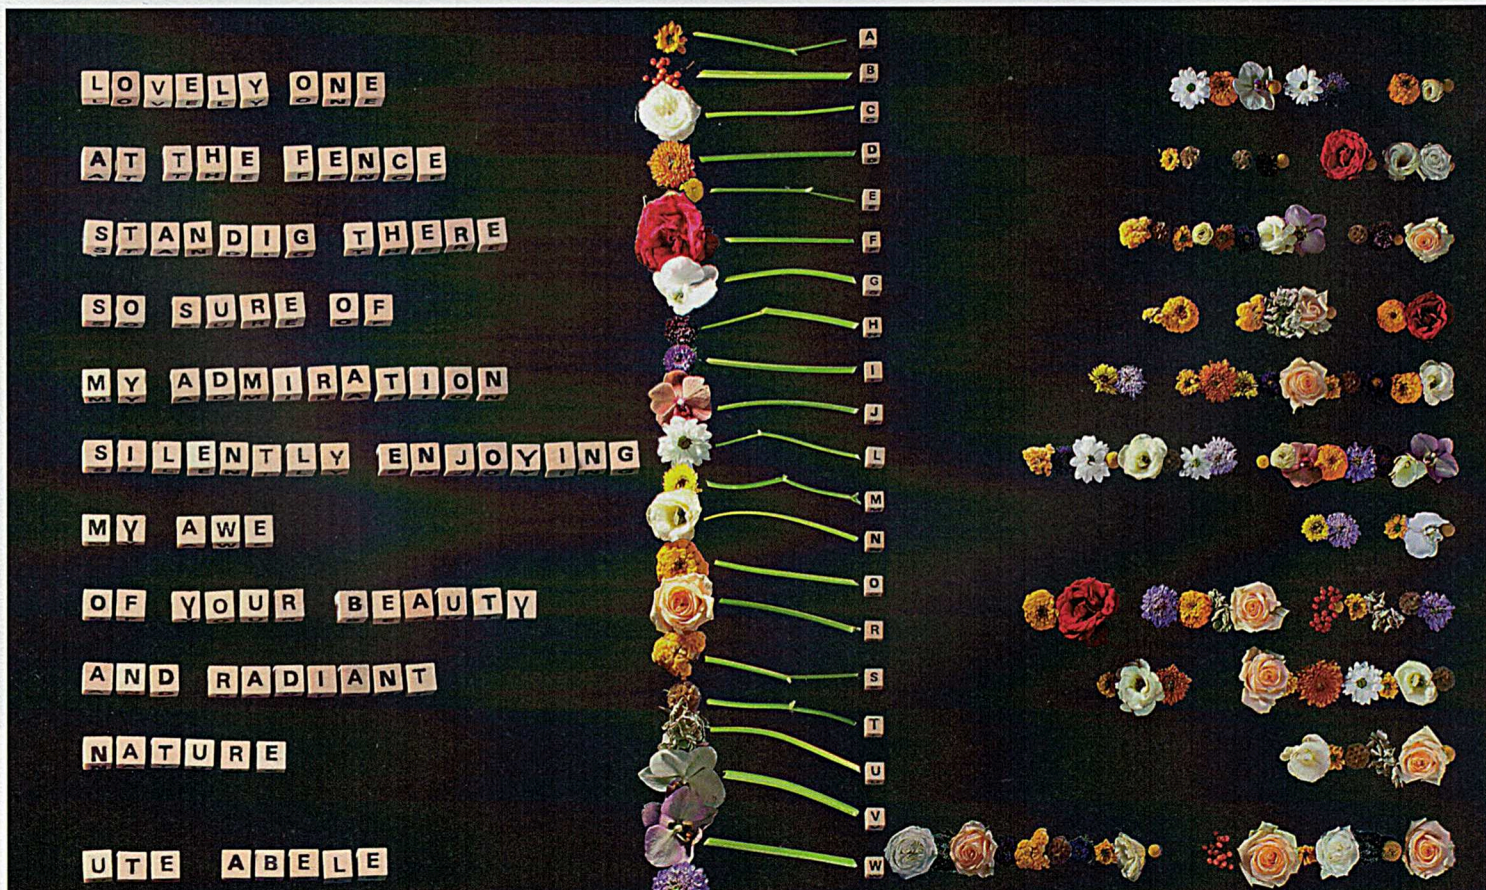 LOVELY ONE
AT THE FENCE
STANDIG THERE
SO SURE OF
MY ADMIRATION
SILENTLY ENJOYING
MY AWE
OF YOUR BEAUTY
AND RADIANT
NATURE
UTE ABELE
A
B
C
D
E
F
G
H
I
J
L
M
N
O
R
S
T
U
V
W